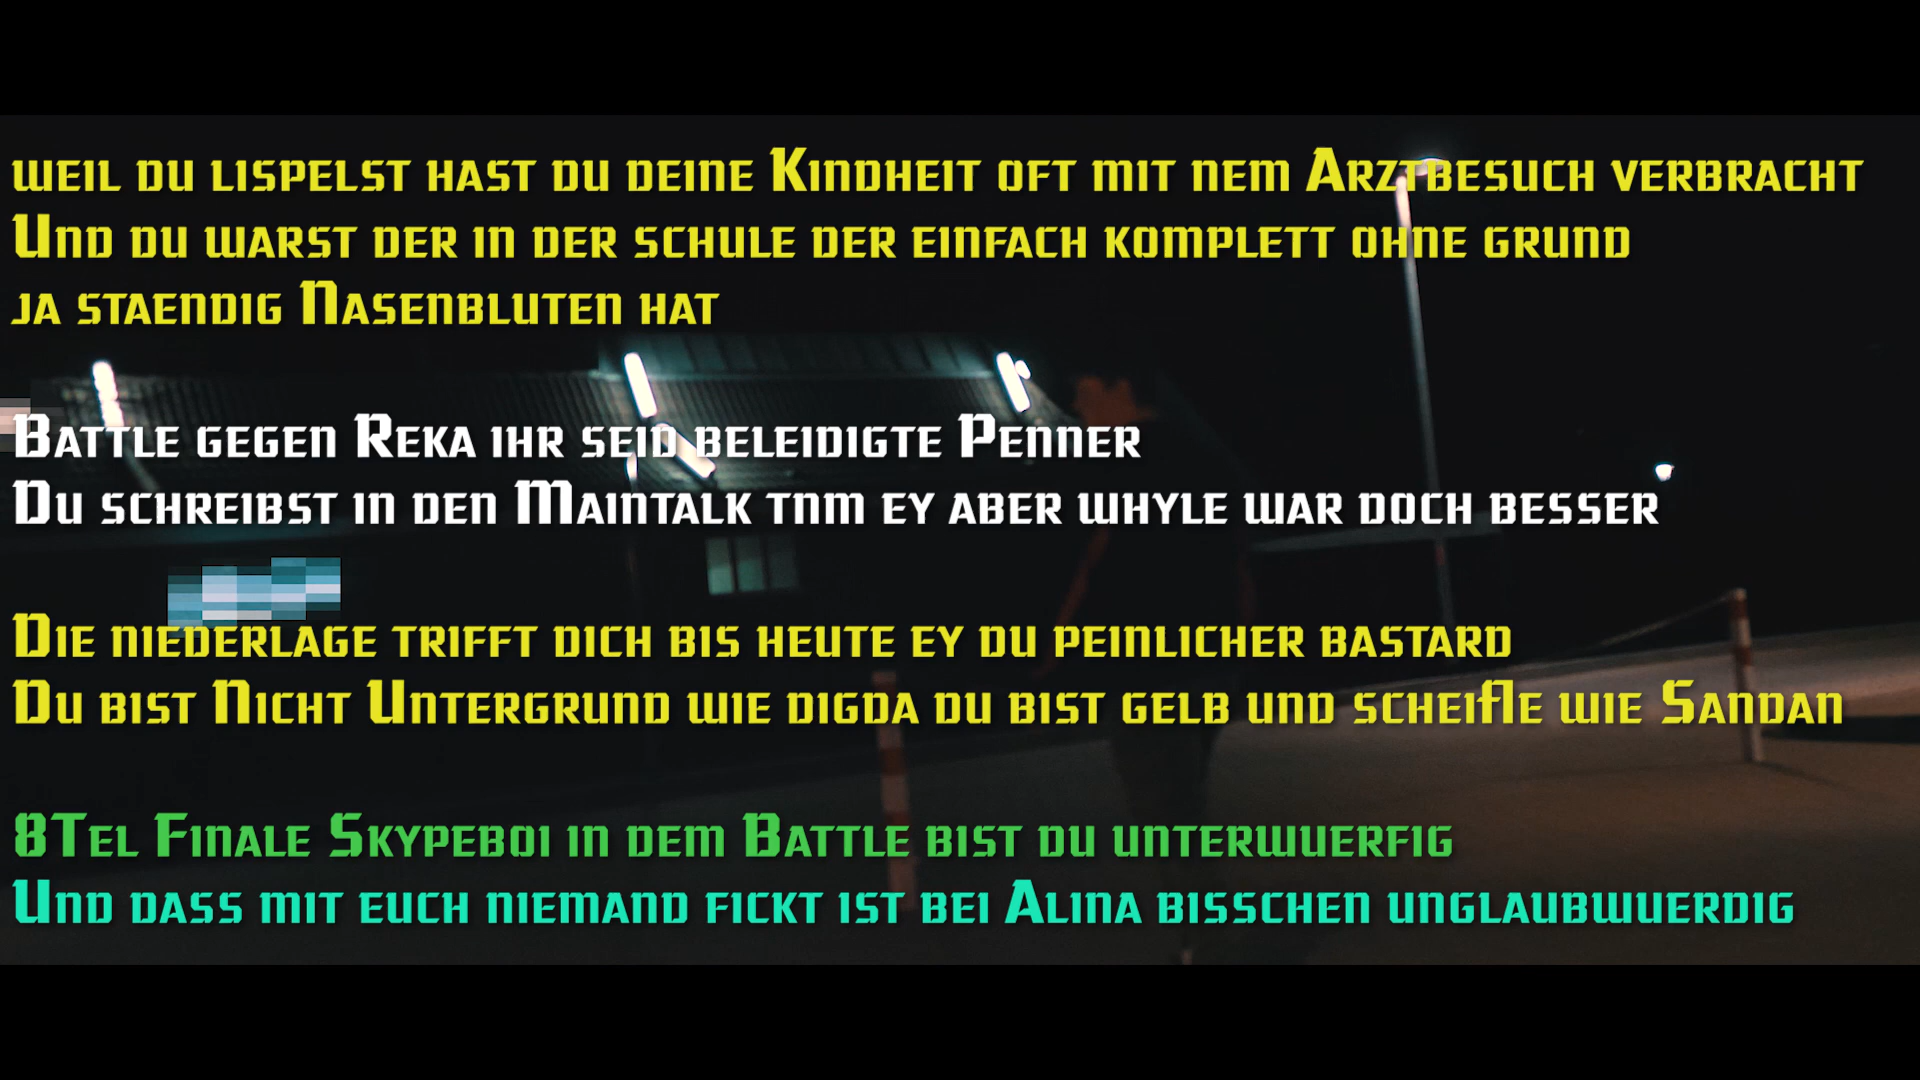 weil du lispelst hast du deine Kindheit oft mit nem Arztbesuch verbracht
Und du warst der in der schule der einfach komplett ohne grund
ja staendig Nasenbluten hat
Battle gegen Reka ihr seid beleidigte Penner
Du schreibst in den Maintalk tnm ey aber whyle war doch besser
Die niederlage trifft dich bis heute ey du peinlicher bastard
Du bist Nicht Untergrund wie digda du bist gelb und scheiße wie Sandan
8Tel Finale Skypeboi in dem Battle bist du unterwuerfig
Und dass mit euch niemand fickt ist bei Alina bisschen unglaubwuerdig